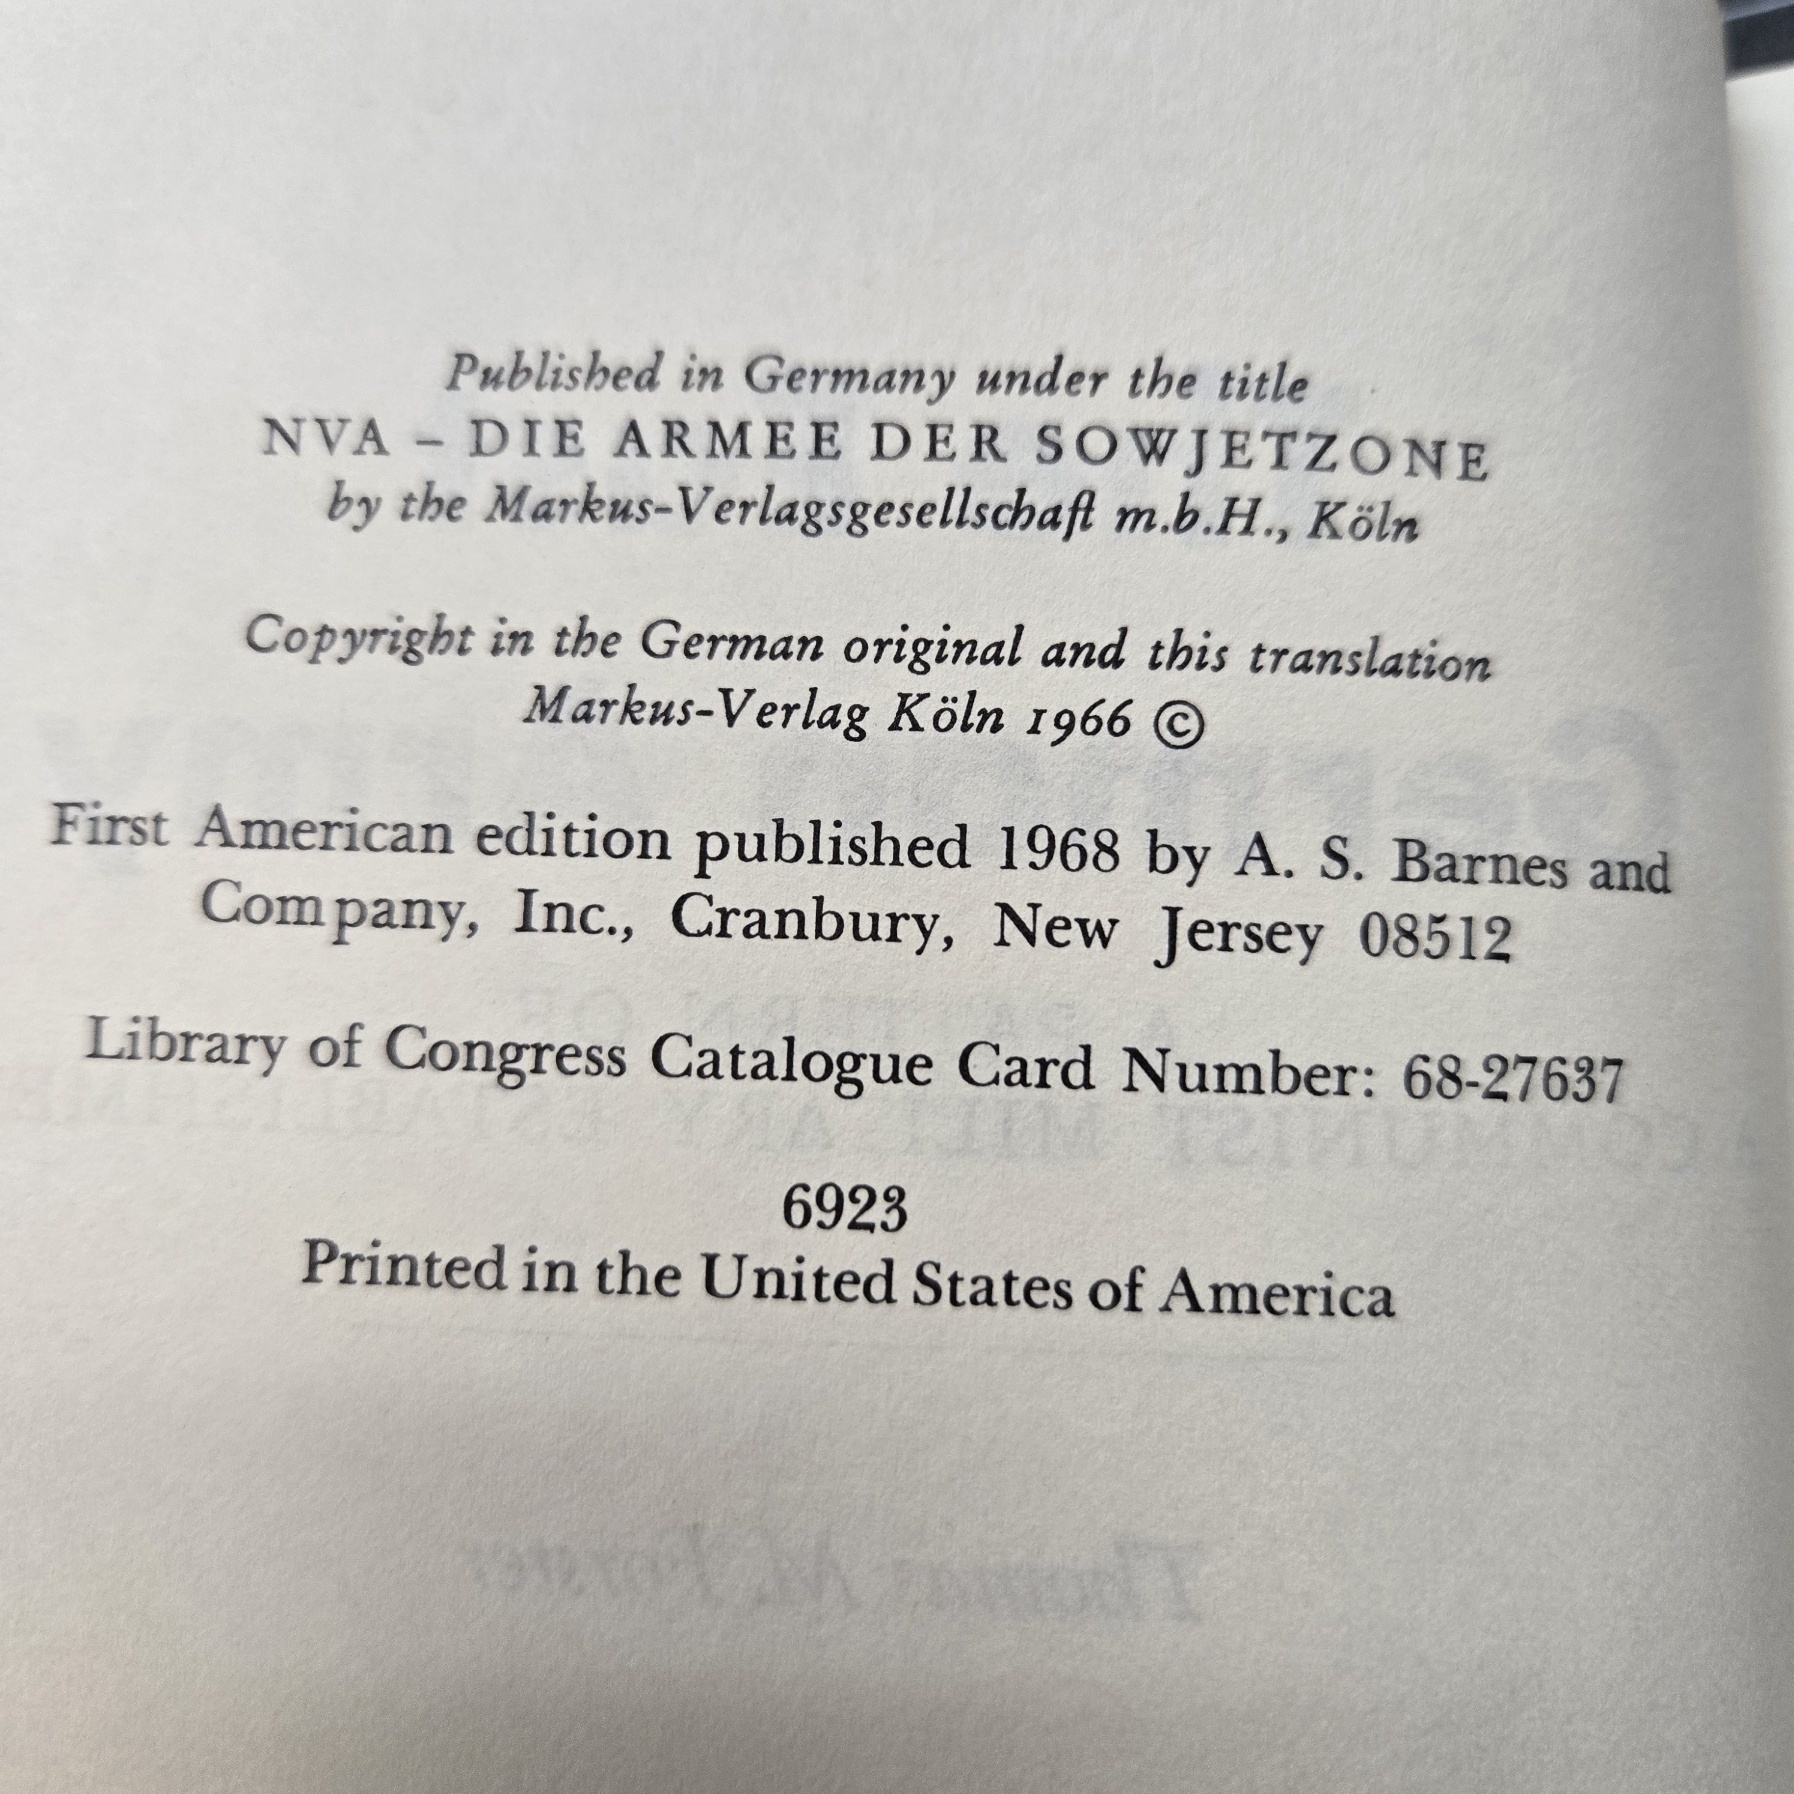 Published in Germany under the title
NVA – DIE ARMEE DER SOWJETZONE
by the Markus-Verlagsgesellschaft m.b.H., Köln
Copyright in the German original and this translation
Markus-Verlag Köln 1966 ©
First American edition published 1968 by A. S. Barnes and
Company, Inc., Cranbury, New Jersey 08512
Library of Congress Catalogue Card Number: 68-27637
6923
Printed in the United States of America